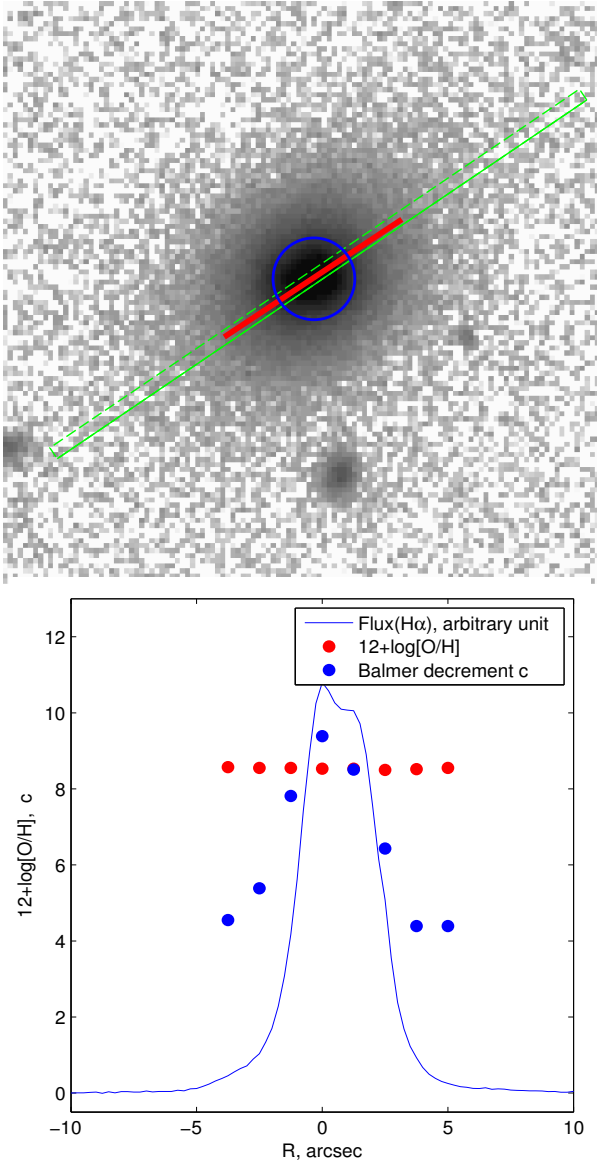 12
10
8
6
4
2
0
12+log[O/H], c
Flux(Hα), arbitrary unit
12+log[O/H]
Balmer decrement c
−10
−5
0
5
10
R, arcsec